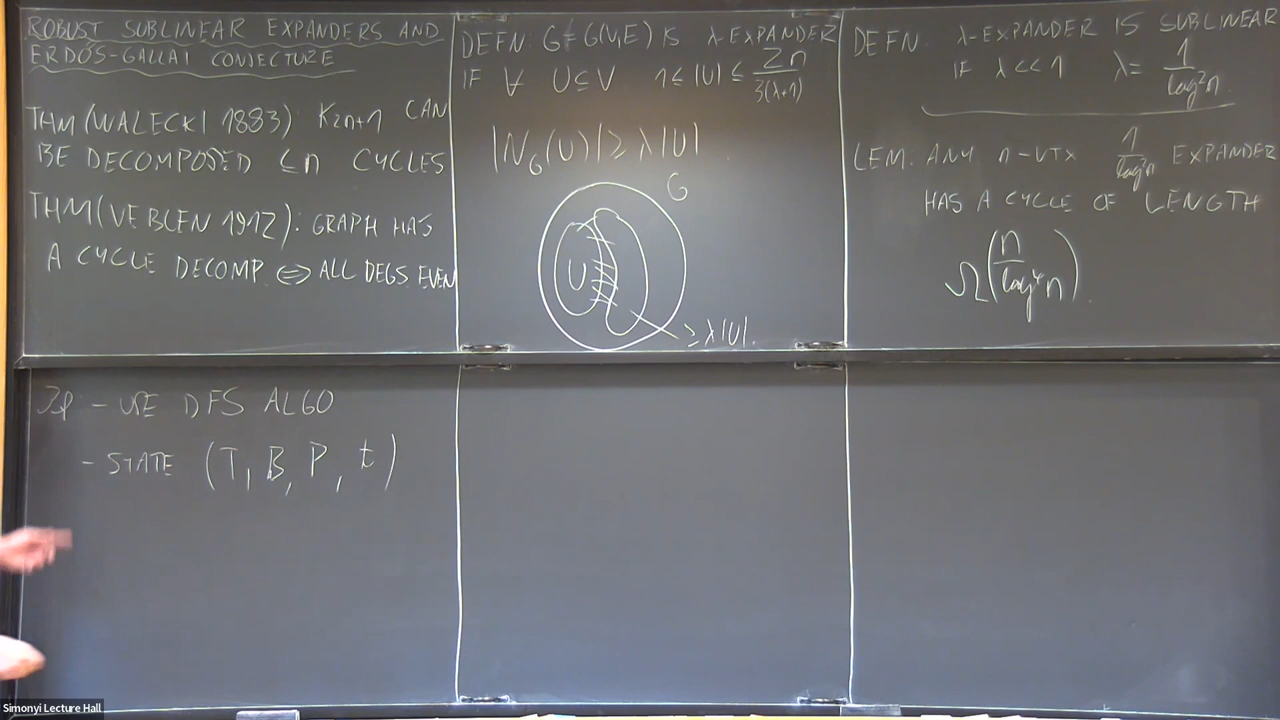 ROBUST SUBLINEAR EXPANDERS AND
ERDŐS-GALLAI CONJECTURE
THM (WALECKI 1883) K2n+1 CAN
BE DECOMPOSED ≤n CYCLES
THM (VEBLEN 1912): GRAPH HAS
A CYCLE DECOMP. ⇔ ALL DEGS EVEN
DEFN: G=G(V,E) IS λ-EXPANDER
IF ∀ U⊆V 1≤|U|≤ 2n/3(λ+1)
|N_G(U)|≥λ|U|
G
U
≥λ|U|.
DEFN. λ-EXPANDER IS SUBLINEAR
IF λ<<1 λ= 1/log²n.
LEM. ANY n-VTX 1/log²n EXPANDER
HAS A CYCLE OF LENGTH
Ω(n/log⁴n).
- USE DFS ALGO
- STATE (T, B, P, t)
Simonyi Lecture Hall